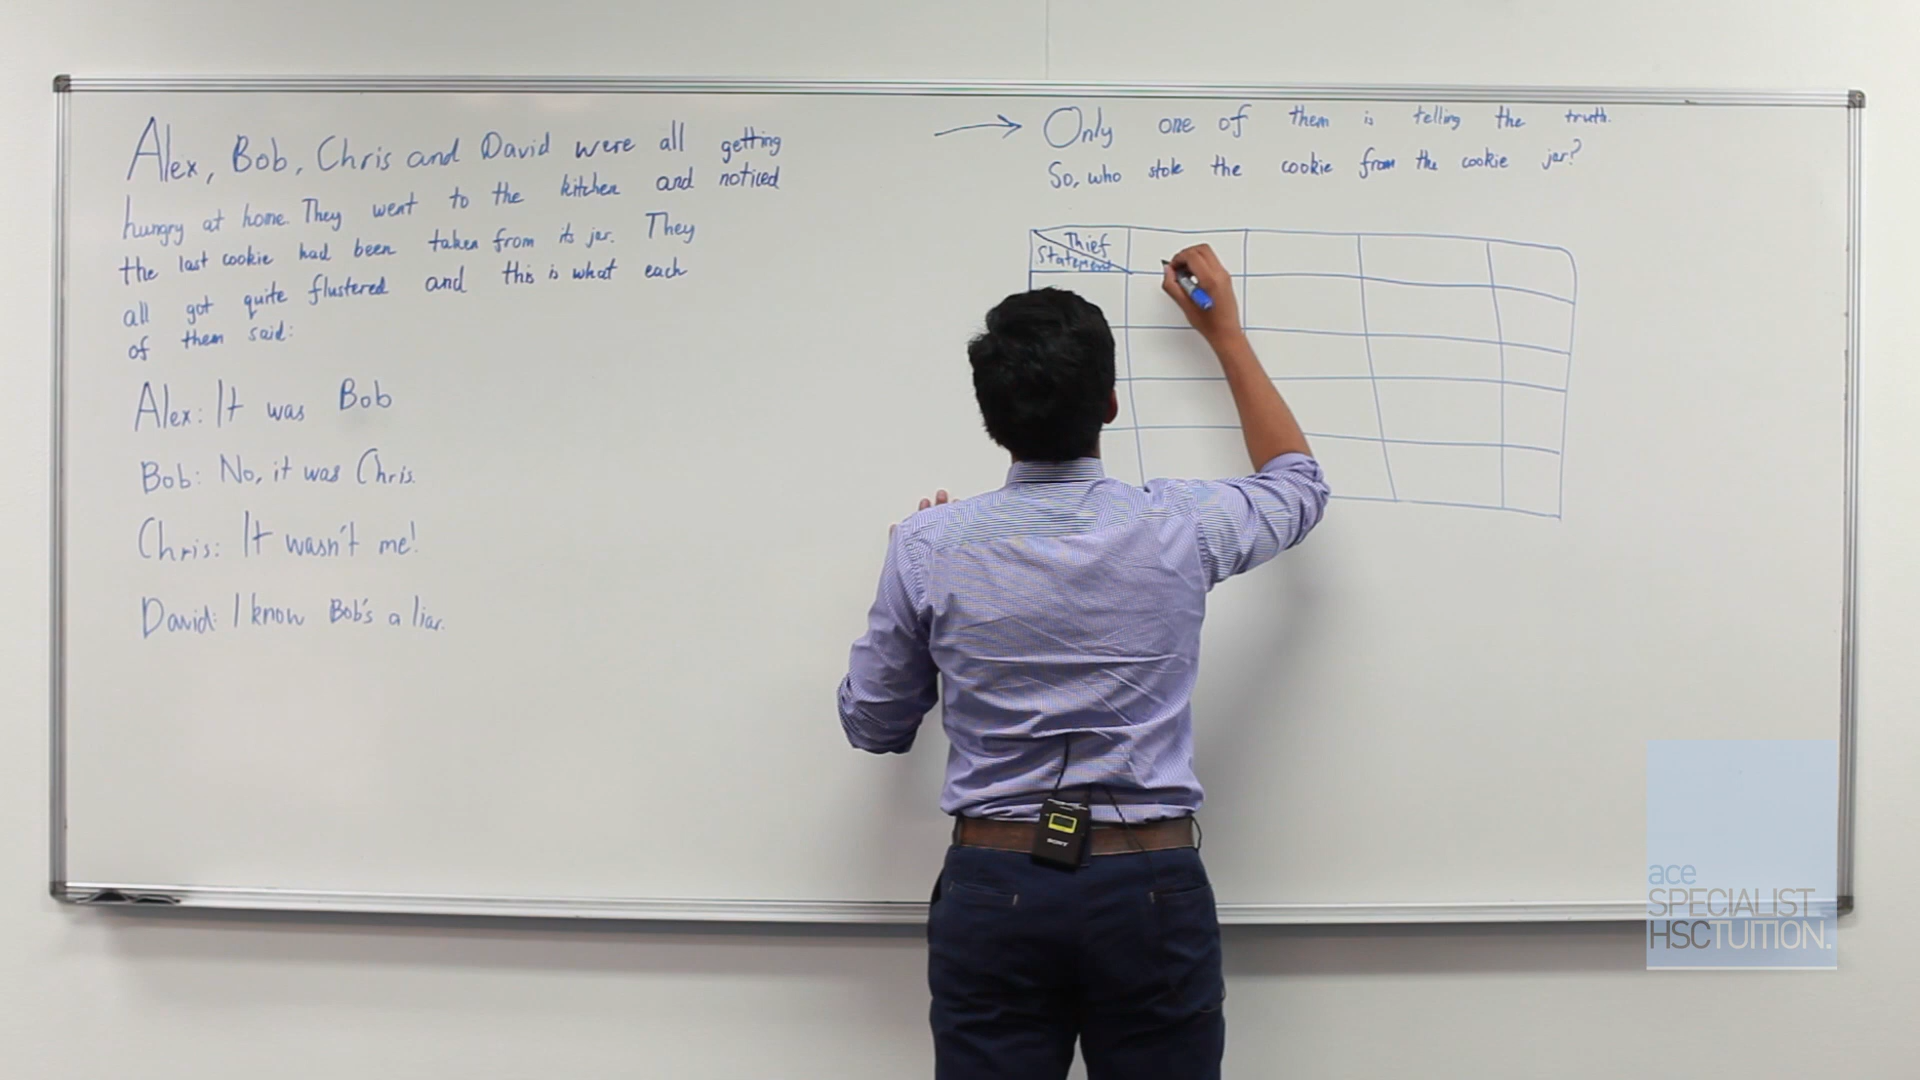 Alex, Bob, Chris and David were all getting
hungry at home. They went to the kitchen and noticed
the last cookie had been taken from its jar. They
all got quite flustered and this is what each
of them said:
Alex: It was Bob
Bob: No, it was Chris.
Chris: It wasn't me!
David: I know Bob's a liar.
Only one of them is telling the truth.
So, who stole the cookie from the cookie jar?
Thief
Statement
SONY
ace
SPECIALIST
HSCTUITION.